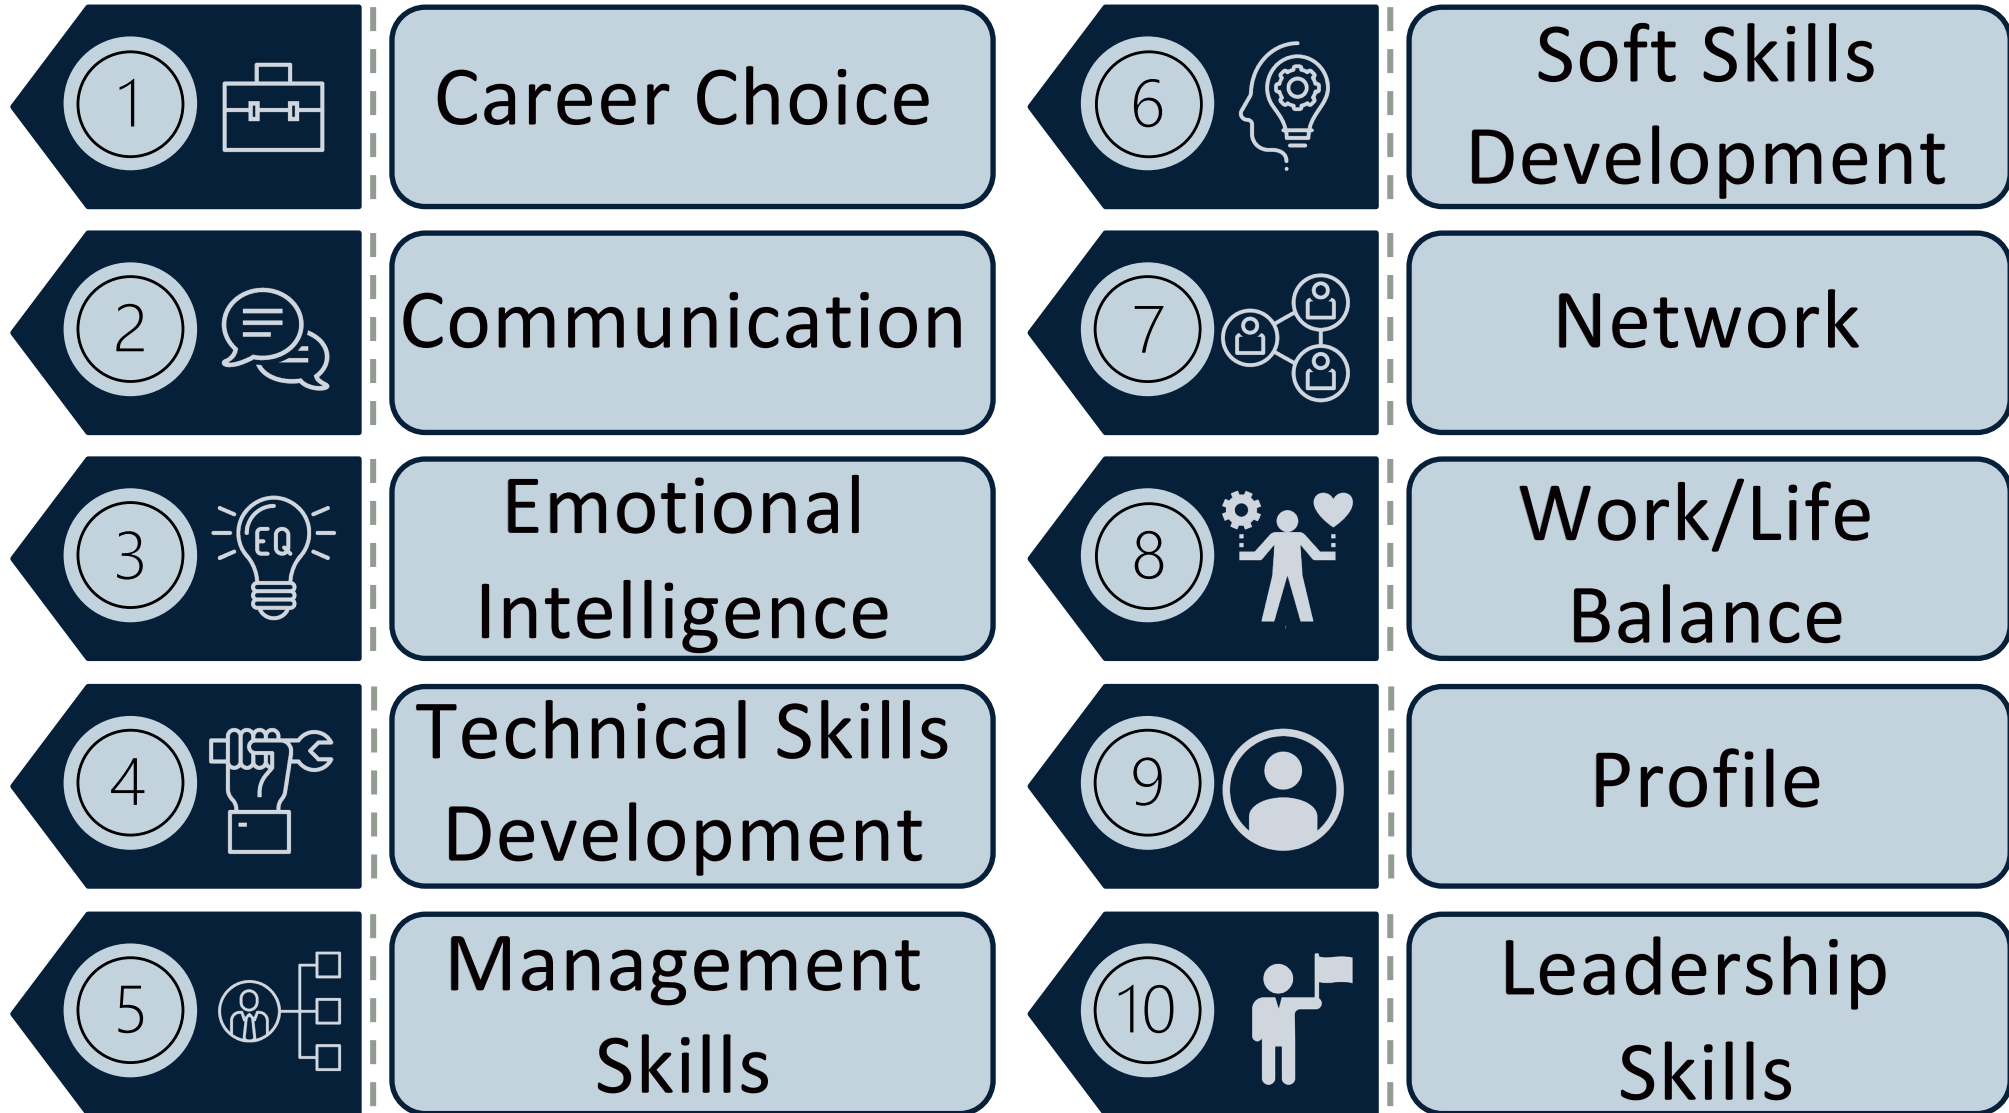 1
Career Choice
2
Communication
3
EQ
Emotional
Intelligence
4
Technical Skills
Development
5
Management
Skills
6
Soft Skills
Development
7
Network
8
Work/Life
Balance
9
Profile
10
Leadership
Skills